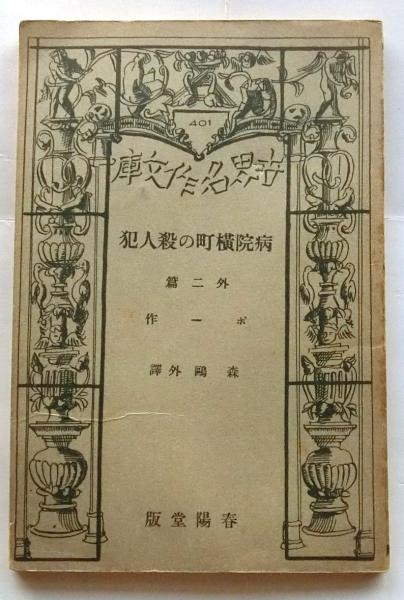 401
世界名作文庫
病院橫町の殺人犯
外二篇
ポー作
森鷗外譯
春陽堂版